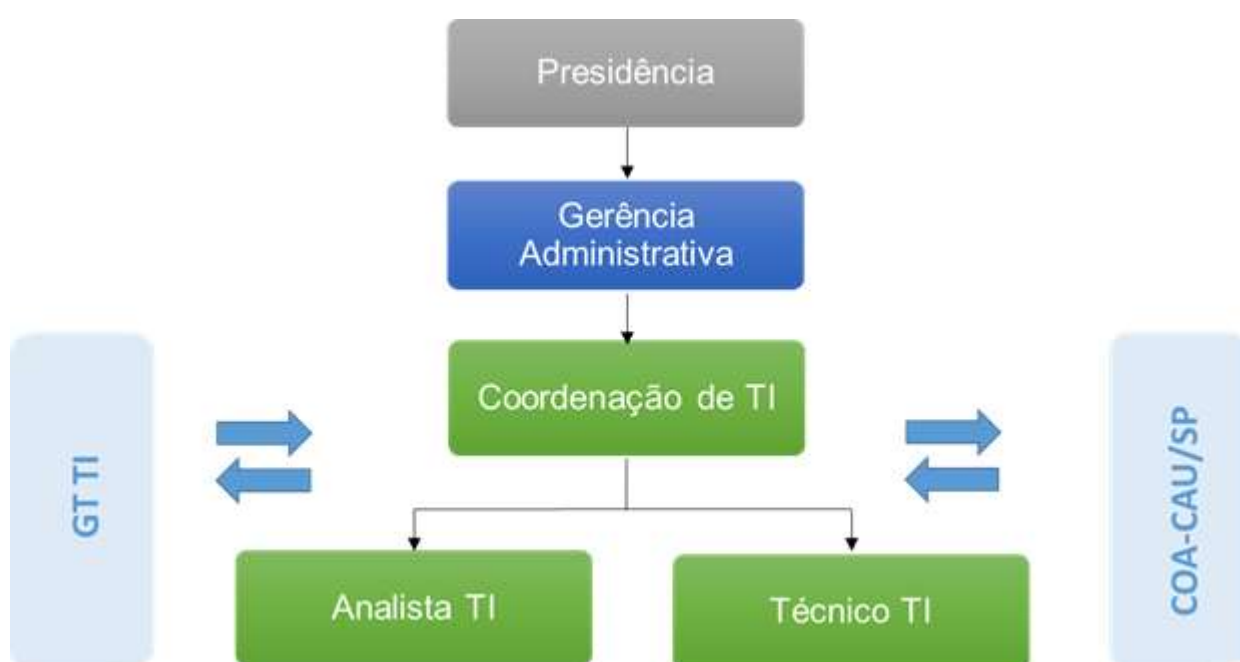 Presidência
Gerência
Administrativa
Coordenação de TI
GT TI
COA-CAU/SP
Analista TI
Técnico TI